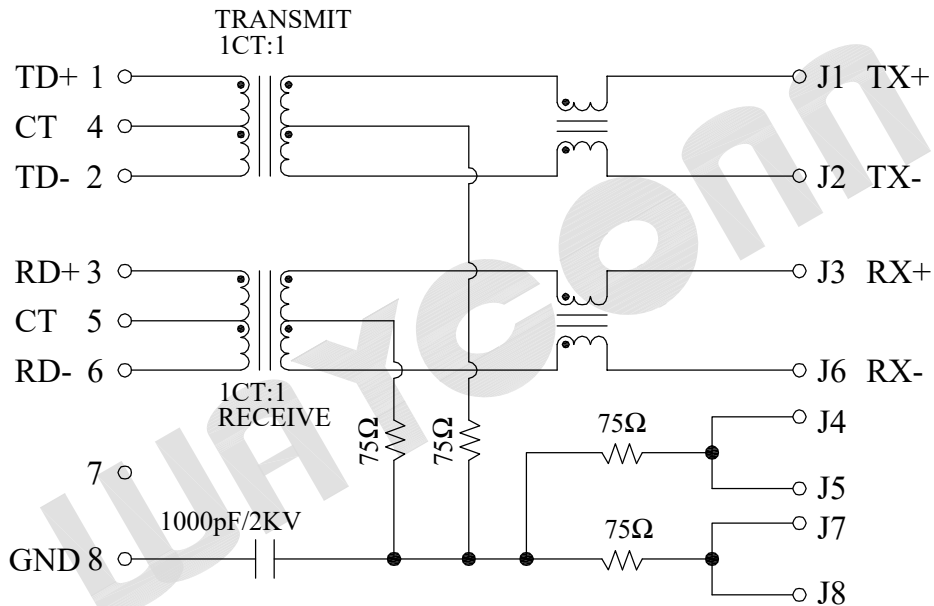 TRANSMIT
1CT:1
TD+ 1
J1 TX+
CT 4
TD- 2
J2 TX-
RD+ 3
J3 RX+
CT 5
RD- 6
J6 RX-
1CT:1
RECEIVE
75Ω
75Ω
75Ω
J4
7
J5
1000pF/2KV
75Ω
J7
GND 8
J8
WAYCONN